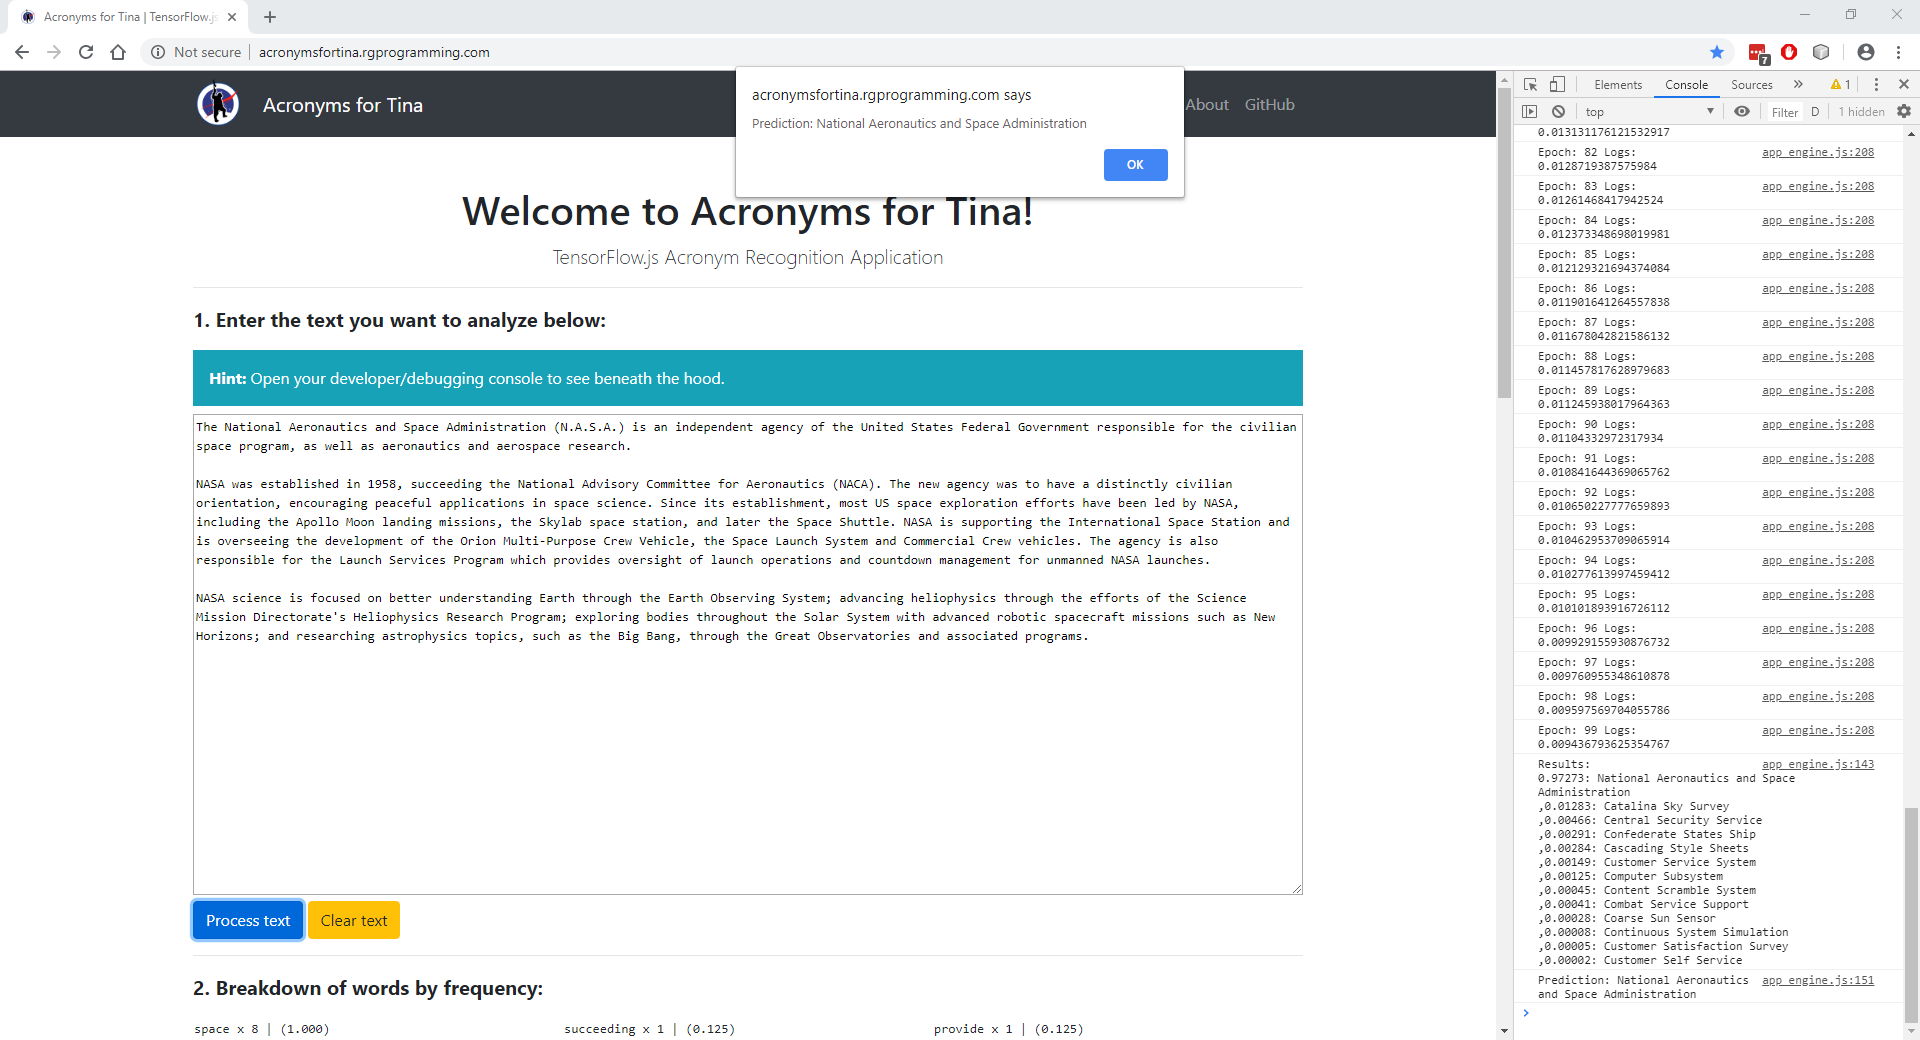 Acronyms for Tina | TensorFlow.js
Not secure
acronymsfortina.rgprogramming.com
7
Acronyms for Tina
About
GitHub
acronymsfortina.rgprogramming.com says
Prediction: National Aeronautics and Space Administration
OK
Welcome to Acronyms for Tina!
TensorFlow.js Acronym Recognition Application
1. Enter the text you want to analyze below:
Hint: Open your developer/debugging console to see beneath the hood.
The National Aeronautics and Space Administration (N.A.S.A.) is an independent agency of the United States Federal Government responsible for the civilian
space program, as well as aeronautics and aerospace research.
NASA was established in 1958, succeeding the National Advisory Committee for Aeronautics (NACA). The new agency was to have a distinctly civilian
orientation, encouraging peaceful applications in space science. Since its establishment, most US space exploration efforts have been led by NASA,
including the Apollo Moon landing missions, the Skylab space station, and later the Space Shuttle. NASA is supporting the International Space Station and
is overseeing the development of the Orion Multi-Purpose Crew Vehicle, the Space Launch System and Commercial Crew vehicles. The agency is also
responsible for the Launch Services Program which provides oversight of launch operations and countdown management for unmanned NASA launches.
NASA science is focused on better understanding Earth through the Earth Observing System; advancing heliophysics through the efforts of the Science
Mission Directorate's Heliophysics Research Program; exploring bodies throughout the Solar System with advanced robotic spacecraft missions such as New
Horizons; and researching astrophysics topics, such as the Big Bang, through the Great Observatories and associated programs.
Process text
Clear text
2. Breakdown of words by frequency:
space x 8 | (1.000)
succeeding x 1 | (0.125)
provide x 1 | (0.125)
Elements
Console
Sources
1
top
Filter
D
1 hidden
0.013131176121532917
Epoch: 82 Logs: app_engine.js:208
0.0128719387575984
Epoch: 83 Logs: app_engine.js:208
0.01261468417942524
Epoch: 84 Logs: app_engine.js:208
0.012373348698019981
Epoch: 85 Logs: app_engine.js:208
0.012129321694374084
Epoch: 86 Logs: app_engine.js:208
0.011901641264557838
Epoch: 87 Logs: app_engine.js:208
0.011678042821586132
Epoch: 88 Logs: app_engine.js:208
0.011457817628979683
Epoch: 89 Logs: app_engine.js:208
0.011245938017964363
Epoch: 90 Logs: app_engine.js:208
0.01104332972317934
Epoch: 91 Logs: app_engine.js:208
0.010841644369065762
Epoch: 92 Logs: app_engine.js:208
0.010650227777659893
Epoch: 93 Logs: app_engine.js:208
0.010462953709065914
Epoch: 94 Logs: app_engine.js:208
0.010277613997459412
Epoch: 95 Logs: app_engine.js:208
0.010101893916726112
Epoch: 96 Logs: app_engine.js:208
0.009929155930876732
Epoch: 97 Logs: app_engine.js:208
0.009760955348610878
Epoch: 98 Logs: app_engine.js:208
0.009597569704055786
Epoch: 99 Logs: app_engine.js:208
0.009436793625354767
Results: app_engine.js:143
0.97273: National Aeronautics and Space
Administration
,0.01283: Catalina Sky Survey
,0.00466: Central Security Service
,0.00291: Confederate States Ship
,0.00284: Cascading Style Sheets
,0.00149: Customer Service System
,0.00125: Computer Subsystem
,0.00045: Content Scramble System
,0.00041: Combat Service Support
,0.00028: Coarse Sun Sensor
,0.00008: Continuous System Simulation
,0.00005: Customer Satisfaction Survey
,0.00002: Customer Self Service
Prediction: National Aeronautics app_engine.js:151
and Space Administration